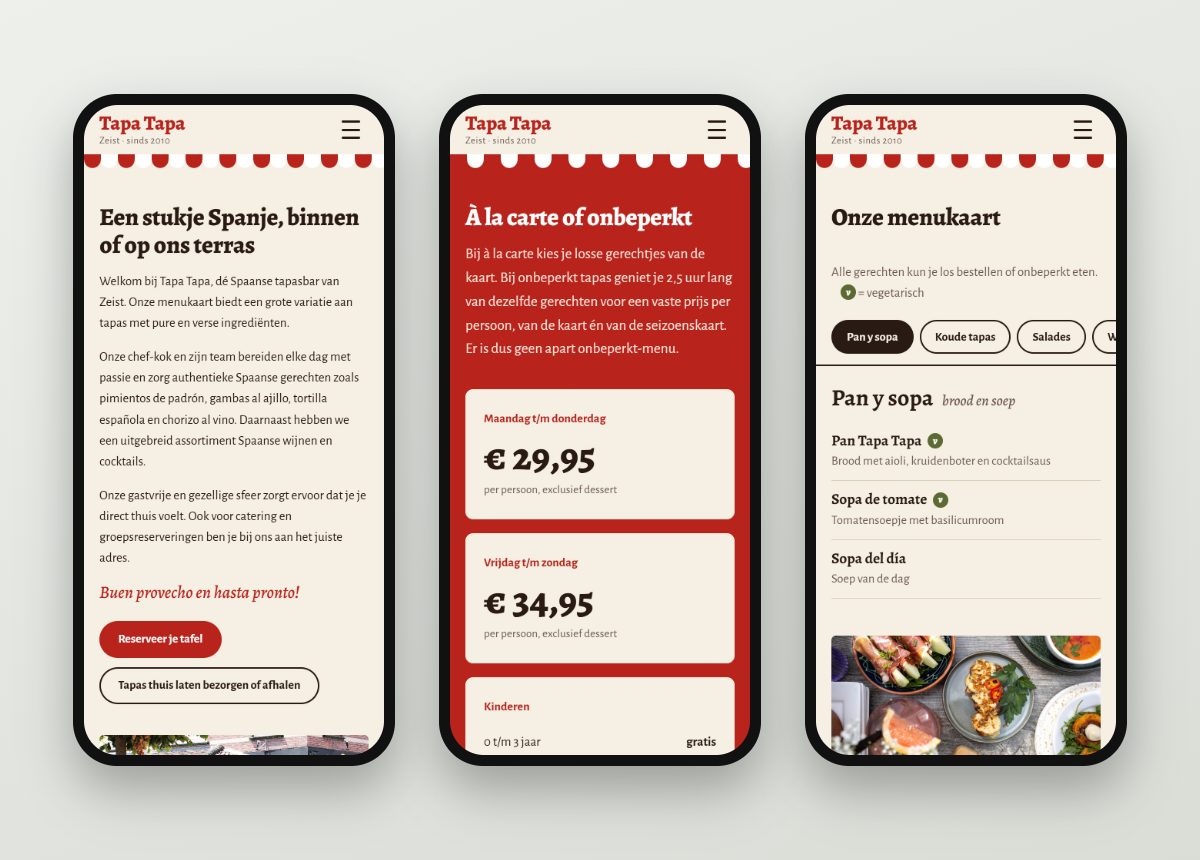 Tapa Tapa
Zeist · sinds 2010
Een stukje Spanje, binnen
of op ons terras
Welkom bij Tapa Tapa, dé Spaanse tapasbar van
Zeist. Onze menukaart biedt een grote variatie aan
tapas met pure en verse ingrediënten.
Onze chef-kok en zijn team bereiden elke dag met
passie en zorg authentieke Spaanse gerechten zoals
pimientos de padrón, gambas al ajillo, tortilla
española en chorizo al vino. Daarnaast hebben we
een uitgebreid assortiment Spaanse wijnen en
cocktails.
Onze gastvrije en gezellige sfeer zorgt ervoor dat je je
direct thuis voelt. Ook voor catering en
groepsreserveringen ben je bij ons aan het juiste
adres.
Buen provecho en hasta pronto!
Reserveer je tafel
Tapas thuis laten bezorgen of afhalen
Tapa Tapa
Zeist · sinds 2010
À la carte of onbeperkt
Bij à la carte kies je losse gerechtjes van de
kaart. Bij onbeperkt tapas geniet je 2,5 uur lang
van dezelfde gerechten voor een vaste prijs per
persoon, van de kaart én van de seizoenskaart.
Er is dus geen apart onbeperkt-menu.
Maandag t/m donderdag
€ 29,95
per persoon, exclusief dessert
Vrijdag t/m zondag
€ 34,95
per persoon, exclusief dessert
Kinderen
0 t/m 3 jaar gratis
Tapa Tapa
Zeist · sinds 2010
Onze menukaart
Alle gerechten kun je los bestellen of onbeperkt eten.
v = vegetarisch
Pan y sopa Koude tapas Salades W
Pan y sopa brood en soep
Pan Tapa Tapa v
Brood met aioli, kruidenboter en cocktailsaus
Sopa de tomate v
Tomatensoepje met basilicumroom
Sopa del día
Soep van de dag